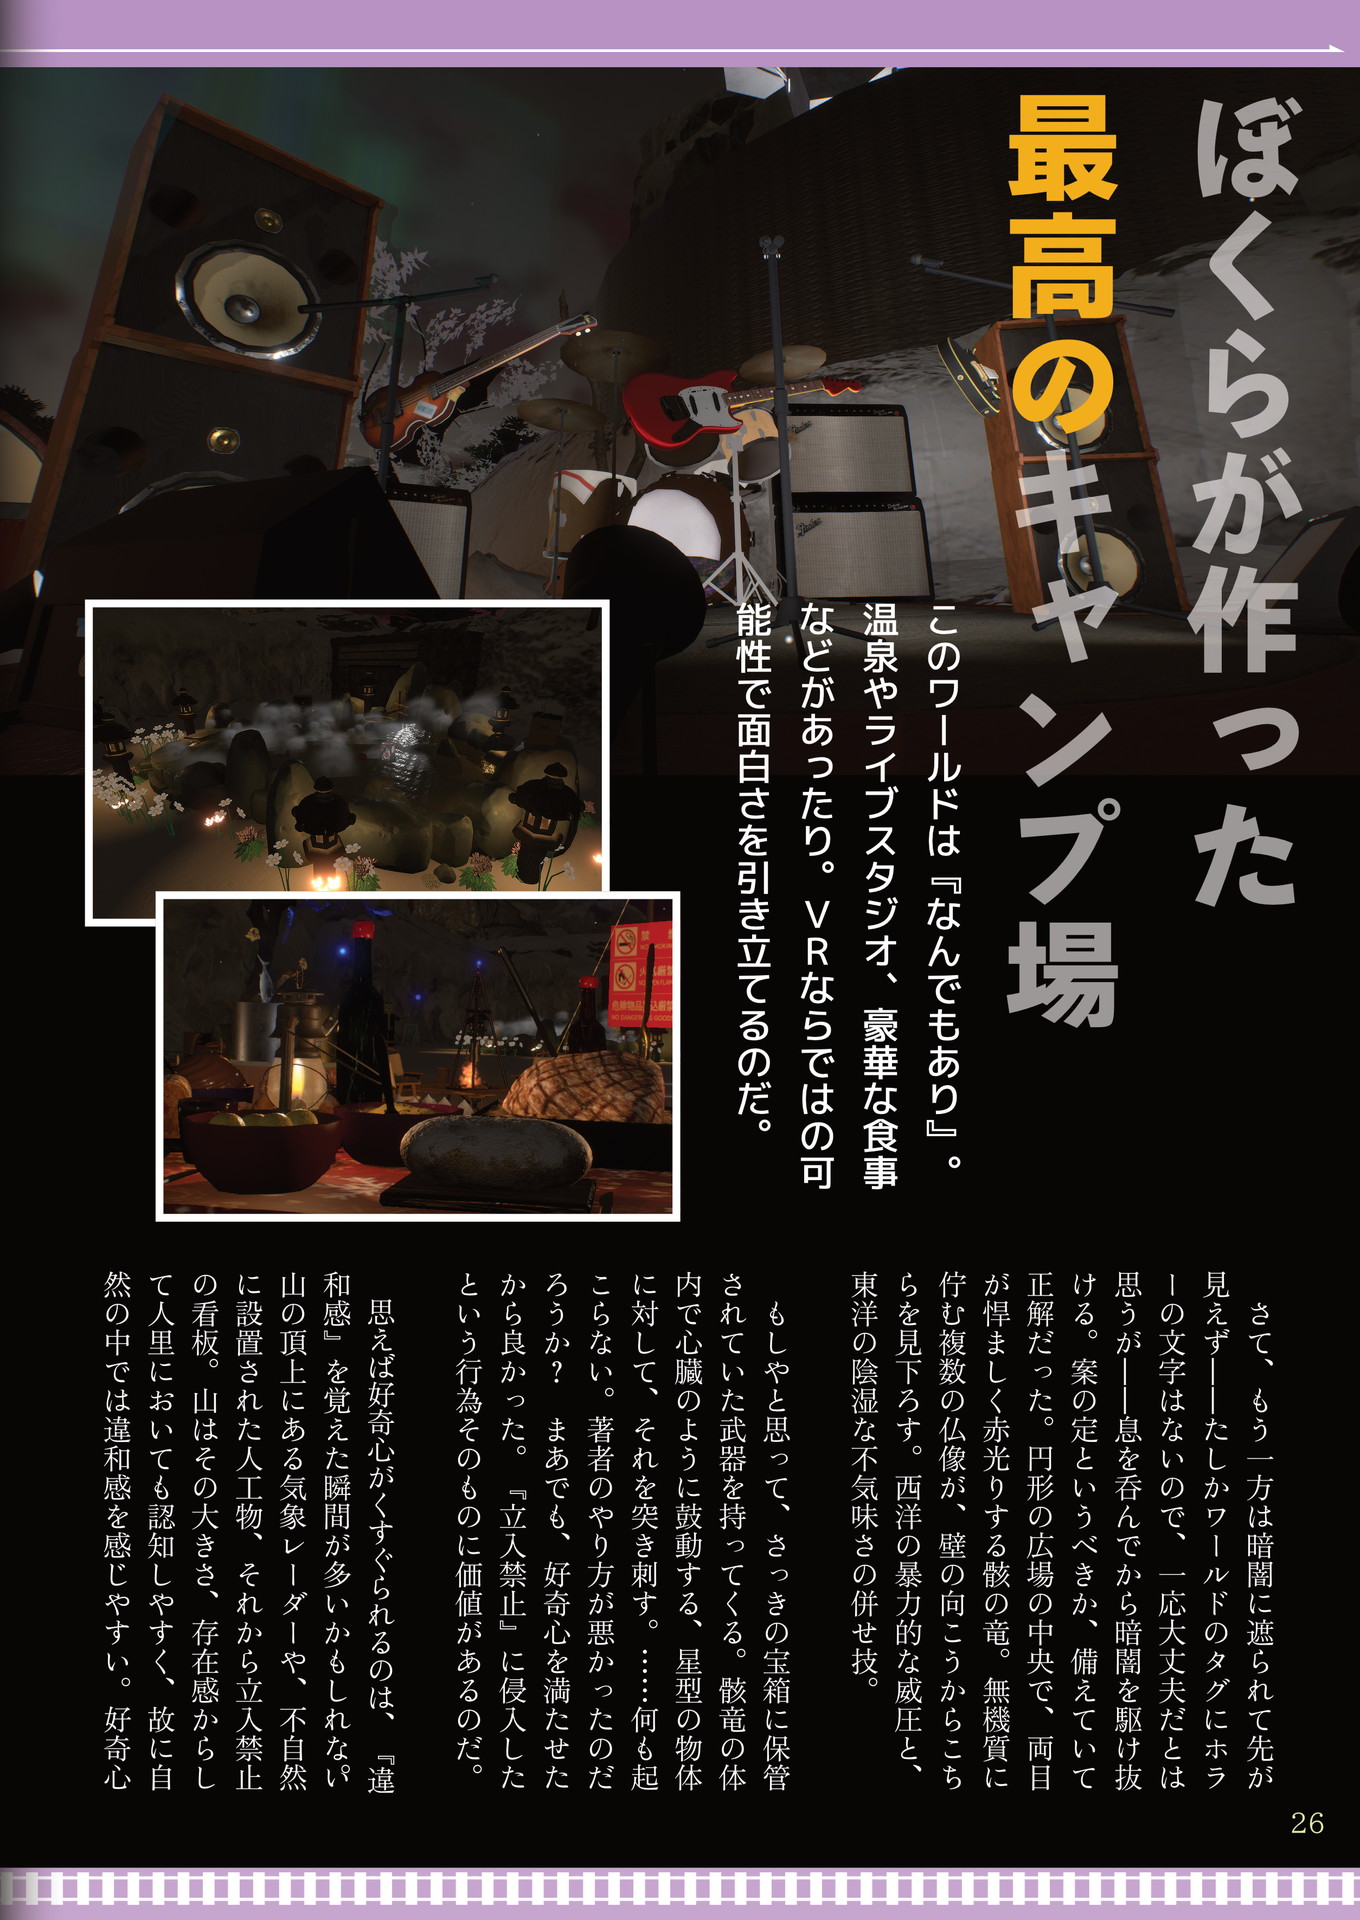 ぼくらが作った
最高のキャンプ場
このワールドは『なんでもあり』。
温泉やライブスタジオ、豪華な食事
などがあったり。VRならではの可
能性で面白さを引き立てるのだ。
さて、もう一方は暗闇に遮られて先が
見えず――たしかワールドのタグにホラ
ーの文字はないので、一応大丈夫だとは
思うが――息を呑んでから暗闇を駆け抜
ける。案の定というべきか、備えていて
正解だった。円形の広場の中央で、両目
が悍ましく赤光りする骸の竜。無機質に
佇む複数の仏像が、壁の向こうからこち
らを見下ろす。西洋の暴力的な威圧と、
東洋の陰湿な不気味さの併せ技。
もしやと思って、さっきの宝箱に保管
されていた武器を持ってくる。骸竜の体
内で心臓のように鼓動する、星型の物体
に対して、それを突き刺す。……何も起
こらない。著者のやり方が悪かったのだ
ろうか？　まあでも、好奇心を満たせた
から良かった。『立入禁止』に侵入した
という行為そのものに価値があるのだ。
思えば好奇心がくすぐられるのは、『違
和感』を覚えた瞬間が多いかもしれない。
山の頂上にある気象レーダーや、不自然
に設置された人工物、それから立入禁止
の看板。山はその大きさ、存在感からし
て人里においても認知しやすく、故に自
然の中では違和感を感じやすい。好奇心
26